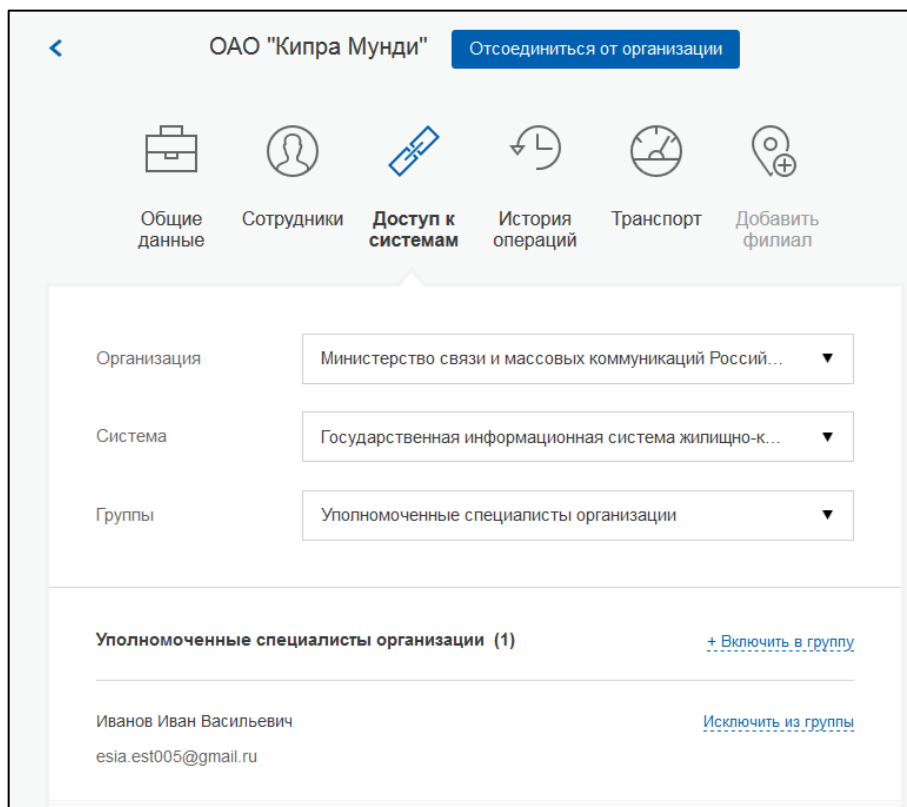 ОАО "Кипра Мунди"
Отсоединиться от организации
Общие данные
Сотрудники
Доступк системам
История операций
Транспорт
Добавить филиал
Организация
Министерство связи и массовых коммуникаций Россий...
Система
Государственная информационная система жилищно-к...
Группы
Уполномоченные специалисты организации
Уполномоченные специалисты организации (1)
+ Включить в группу
Иванов Иван Васильевич
Исключить из группы
esia.est005@gmail.ru